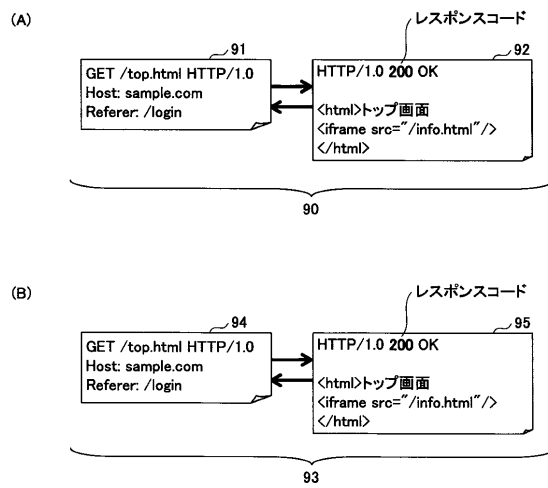 (A)
レスポンスコード
91
92
GET /top.html HTTP/1.0
Host: sample.com
Referer: /login
HTTP/1.0 200 OK
<html>トップ画面
<iframe src="/info.html"/>
</html>
90
(B)
レスポンスコード
94
95
GET /top.html HTTP/1.0
Host: sample.com
Referer: /login
HTTP/1.0 200 OK
<html>トップ画面
<iframe src="/info.html"/>
</html>
93